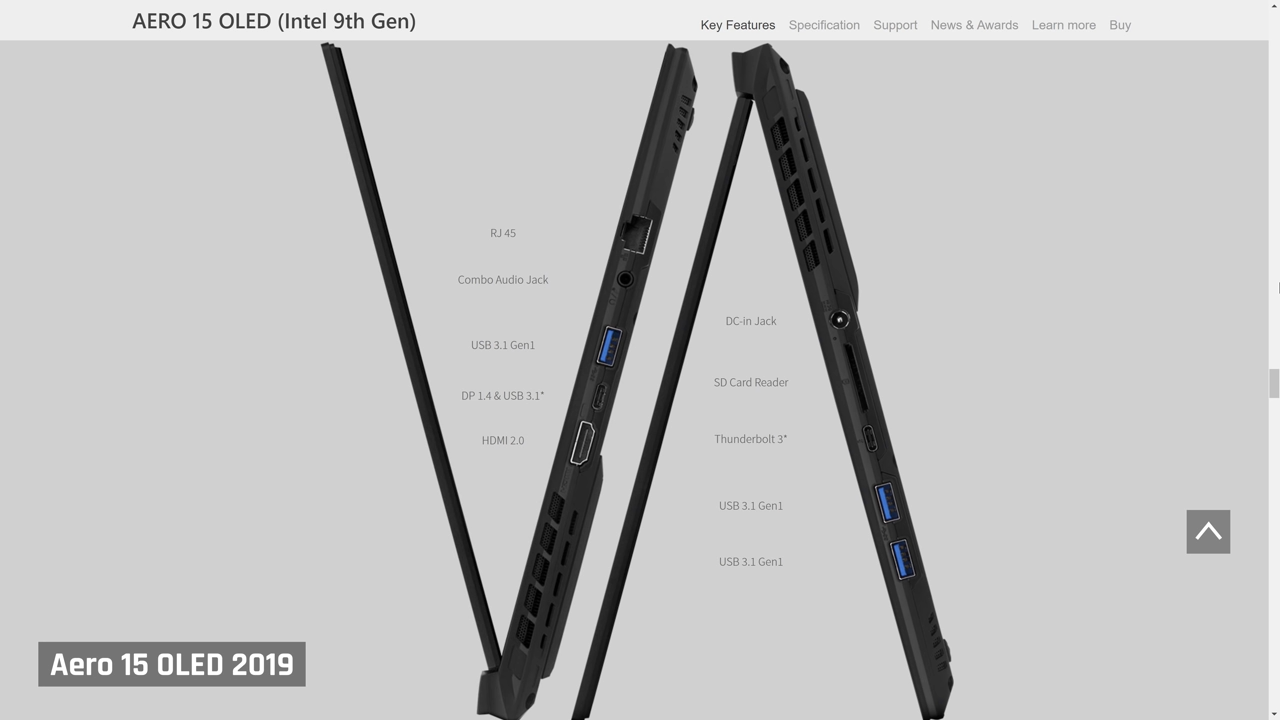 AERO 15 OLED (Intel 9th Gen)
Key Features Specification Support News & Awards Learn more Buy
RJ 45
Combo Audio Jack
USB 3.1 Gen1
DP 1.4 & USB 3.1*
HDMI 2.0
DC-in Jack
SD Card Reader
Thunderbolt 3*
USB 3.1 Gen1
USB 3.1 Gen1
Aero 15 OLED 2019